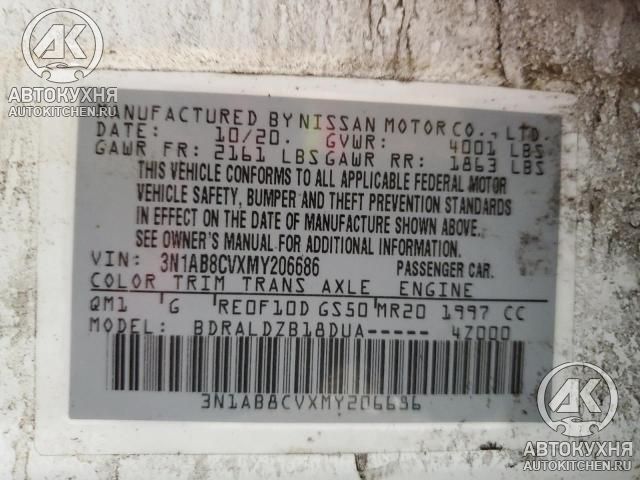 АК
АВТОКУХНЯ
AUTOKITCHEN.RU
MANUFACTURED BY NISSAN MOTOR CO., LTD.
DATE: 10/20. GVWR: 4001 LBS
GAWR FR: 2161 LBS GAWR RR: 1863 LBS
THIS VEHICLE CONFORMS TO ALL APPLICABLE FEDERAL MOTOR
VEHICLE SAFETY, BUMPER AND THEFT PREVENTION STANDARDS
IN EFFECT ON THE DATE OF MANUFACTURE SHOWN ABOVE.
SEE OWNER'S MANUAL FOR ADDITIONAL INFORMATION.
VIN: 3N1AB8CVXMY206686 PASSENGER CAR.
COLOR TRIM TRANS AXLE ENGINE
QM1 G RE0F10D GS50 MR20 1997 CC
MODEL: BDRALDZB18DUA----- 4Z000
3N1AB8CVXMY206686
АК
АВТОКУХНЯ
AUTOKITCHEN.RU